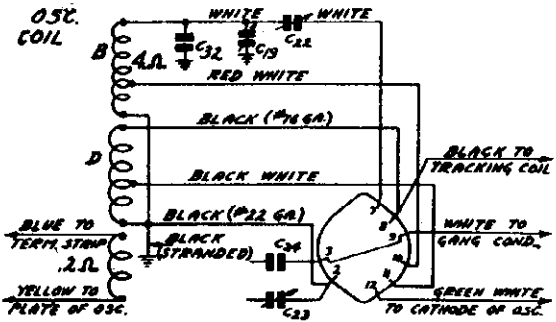 OSC.
COIL
WHITE
WHITE
B
4Ω
C32
C19
C22
RED WHITE
BLACK (#16 GA.)
D
BLACK TO
TRACKING COIL
BLACK WHITE
7
8
9
10
11
12
3
2
BLUE TO
TERM. STRIP
BLACK (#22 GA.)
BLACK
(STRANDED)
C24
WHITE TO
GANG COND.
.2Ω
YELLOW TO
PLATE OF OSC.
C23
GREEN WHITE
TO CATHODE OF OSC.